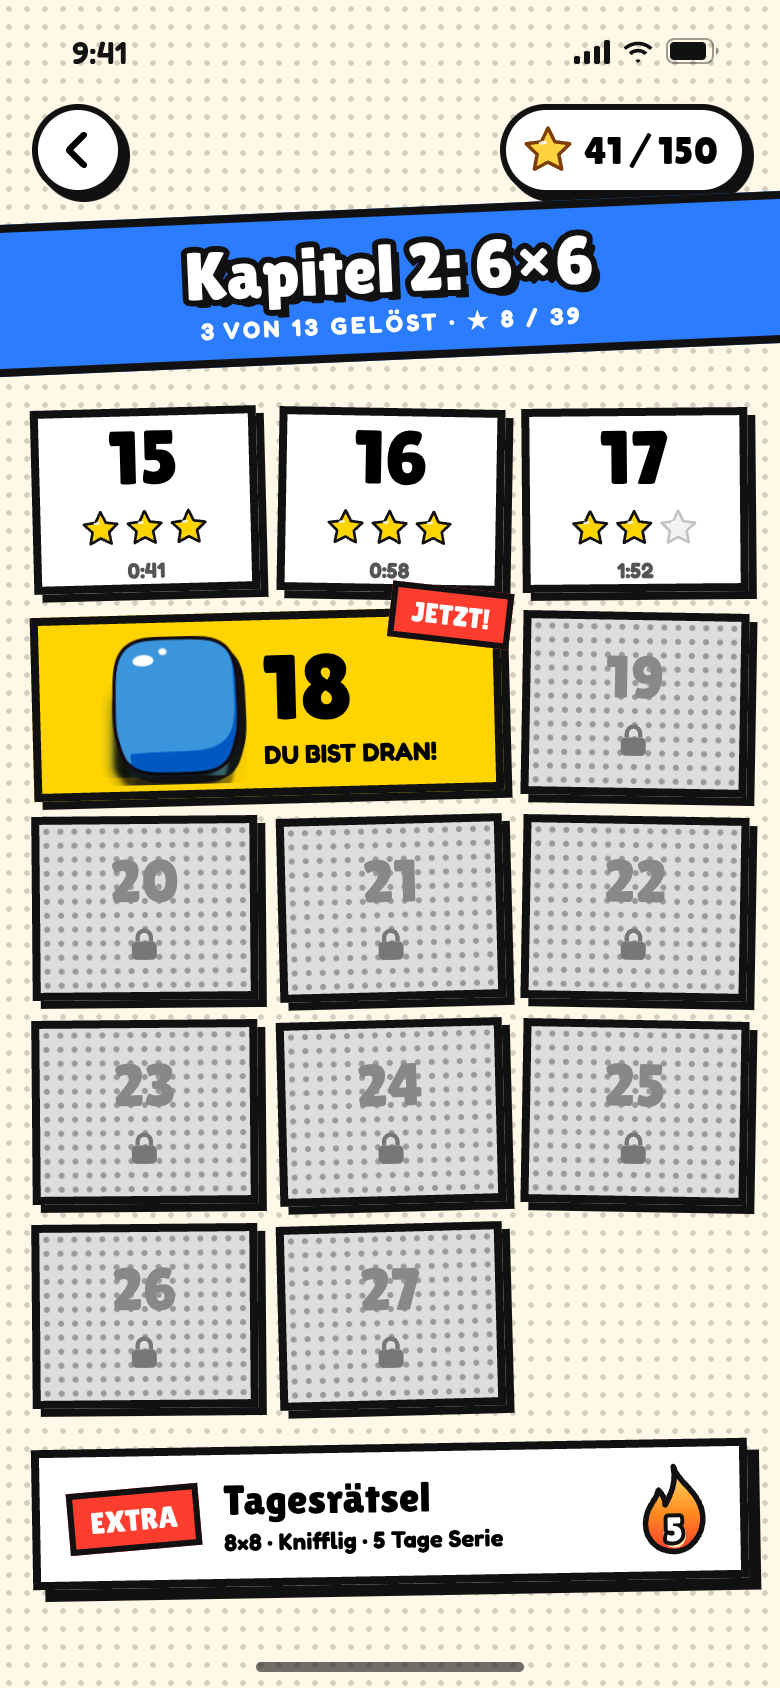 9:41
41 / 150
Kapitel 2: 6×6
3 VON 13 GELÖST · ★ 8 / 39
15
0:41
16
0:58
17
1:52
JETZT!
18
DU BIST DRAN!
19
20
21
22
23
24
25
26
27
EXTRA
Tagesrätsel
8×8 · Knifflig · 5 Tage Serie
5